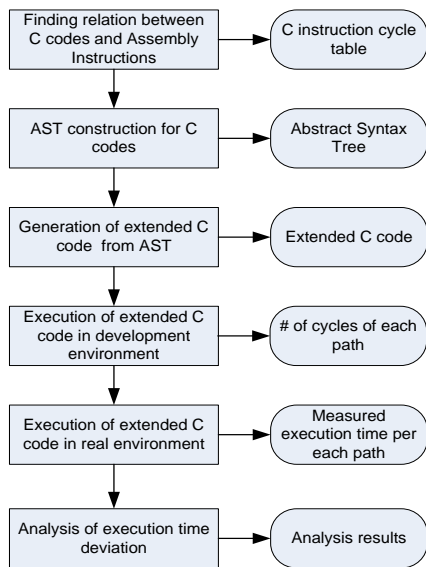 Finding relation between
C codes and Assembly
Instructions
C instruction cycle
table
AST construction for C
codes
Abstract Syntax
Tree
Generation of extended C
code from AST
Extended C code
Execution of extended C
code in development
environment
# of cycles of each
path
Execution of extended C
code in real environment
Measured
execution time per
each path
Analysis of execution time
deviation
Analysis results